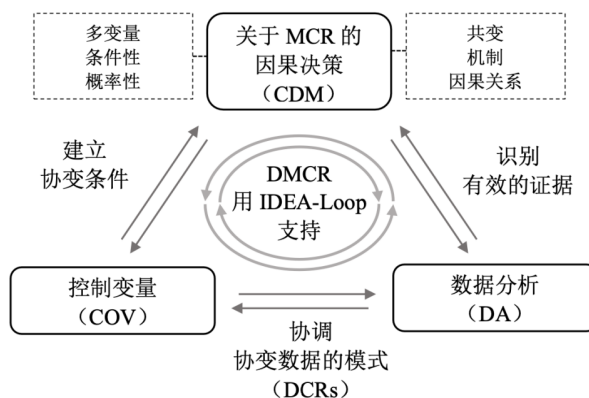 多变量
条件性
概率性
关于 MCR 的
因果决策
（CDM）
共变
机制
因果关系
建立
协变条件
DMCR
用 IDEA-Loop
支持
识别
有效的证据
控制变量
（COV）
数据分析
（DA）
协调
协变数据的模式
（DCRs）